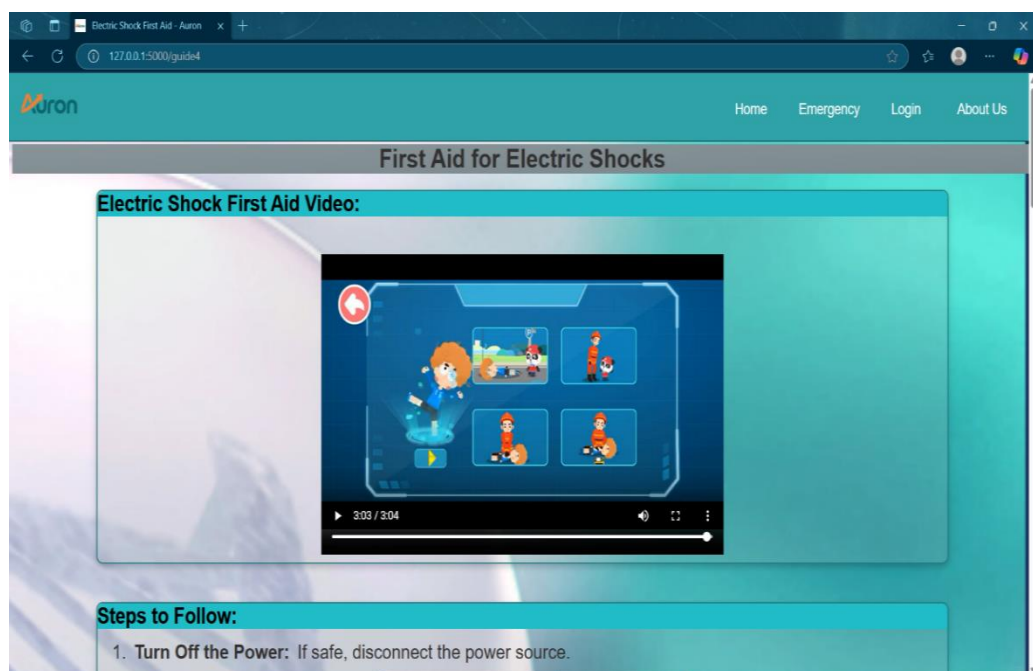 Electric Shock First Aid - Auron
127.0.0.1:5000/guide4
Auron
Home Emergency Login About Us
First Aid for Electric Shocks
Electric Shock First Aid Video:
3:03 / 3:04
Steps to Follow:
1. Turn Off the Power: If safe, disconnect the power source.